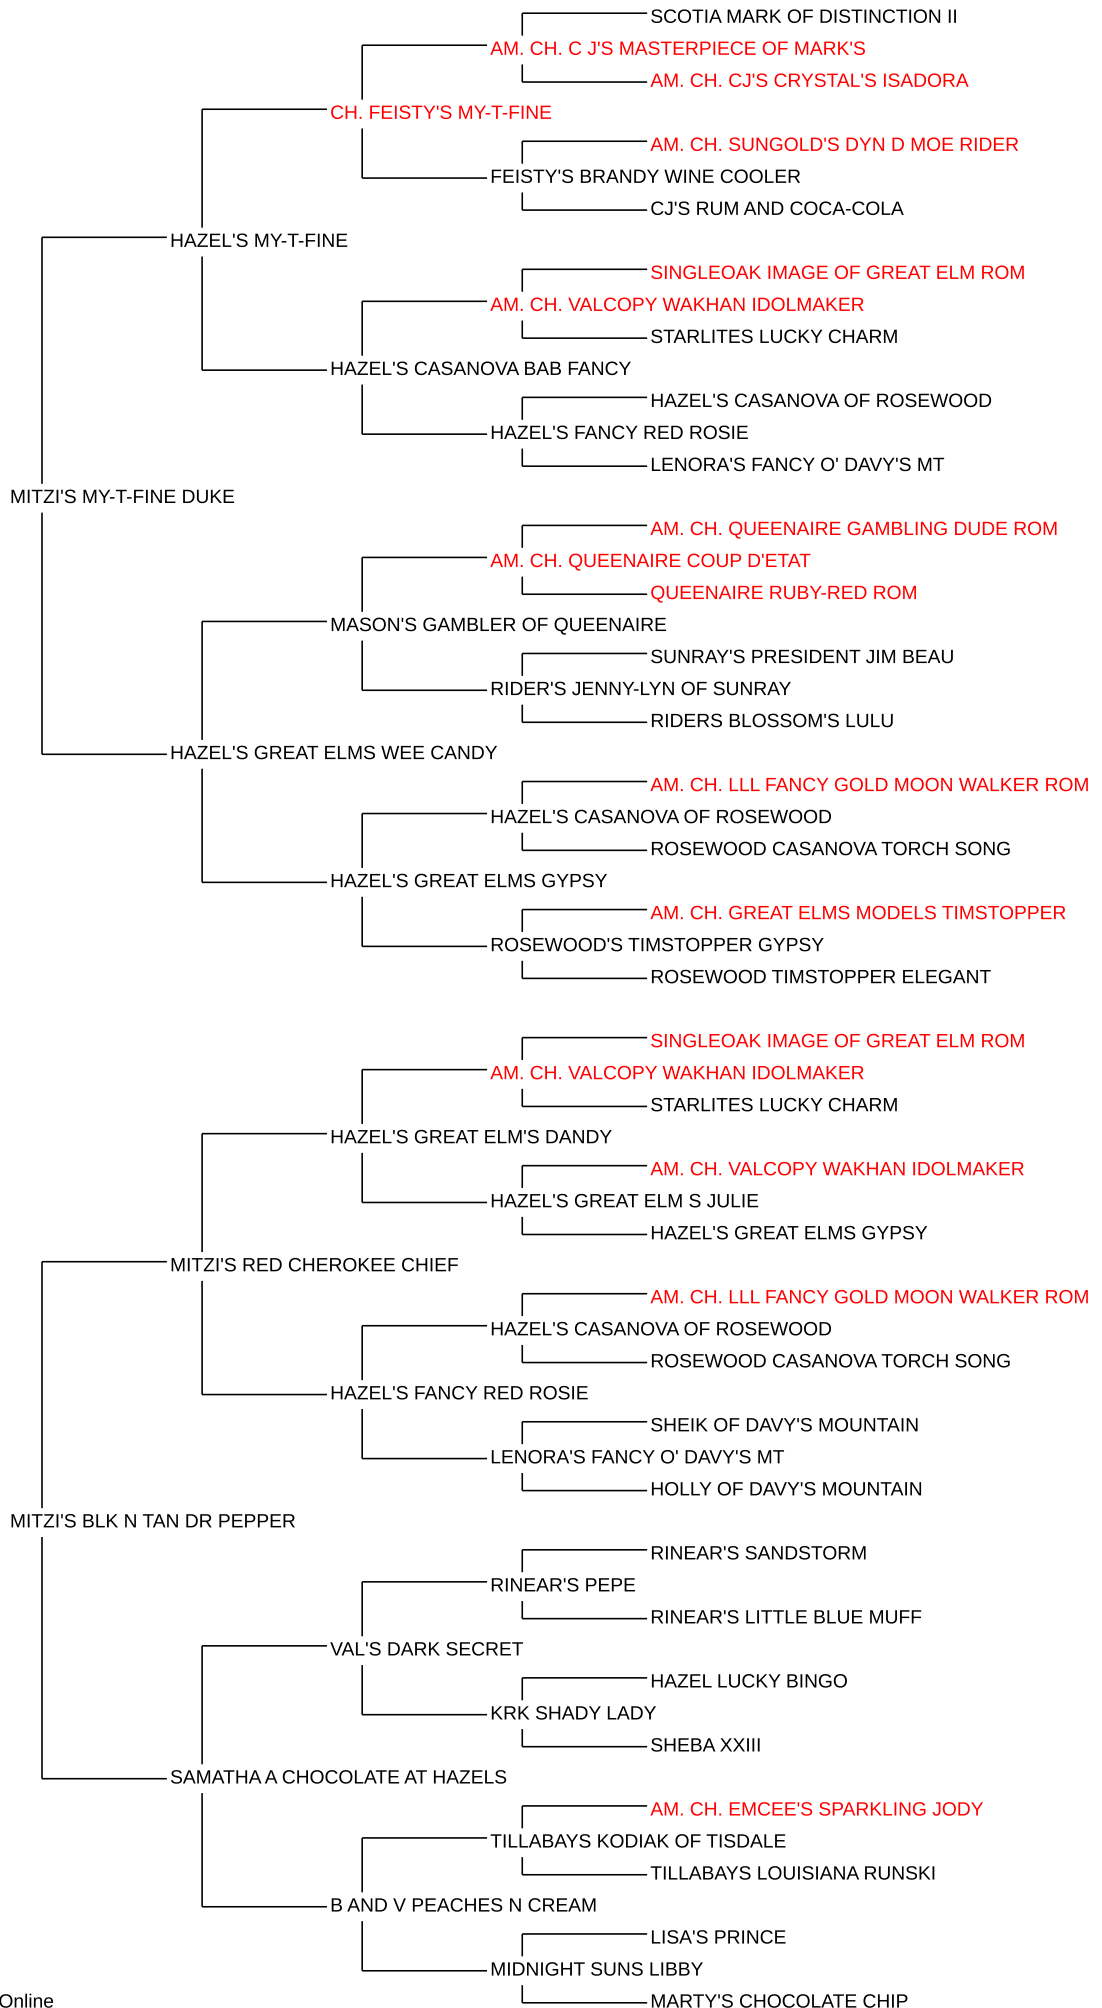 SCOTIA MARK OF DISTINCTION II
AM. CH. C J'S MASTERPIECE OF MARK'S
AM. CH. CJ'S CRYSTAL'S ISADORA
CH. FEISTY'S MY-T-FINE
AM. CH. SUNGOLD'S DYN D MOE RIDER
FEISTY'S BRANDY WINE COOLER
CJ'S RUM AND COCA-COLA
HAZEL'S MY-T-FINE
SINGLEOAK IMAGE OF GREAT ELM ROM
AM. CH. VALCOPY WAKHAN IDOLMAKER
STARLITES LUCKY CHARM
HAZEL'S CASANOVA BAB FANCY
HAZEL'S CASANOVA OF ROSEWOOD
HAZEL'S FANCY RED ROSIE
LENORA'S FANCY O' DAVY'S MT
MITZI'S MY-T-FINE DUKE
AM. CH. QUEENAIRE GAMBLING DUDE ROM
AM. CH. QUEENAIRE COUP D'ETAT
QUEENAIRE RUBY-RED ROM
MASON'S GAMBLER OF QUEENAIRE
SUNRAY'S PRESIDENT JIM BEAU
RIDER'S JENNY-LYN OF SUNRAY
RIDERS BLOSSOM'S LULU
HAZEL'S GREAT ELMS WEE CANDY
AM. CH. LLL FANCY GOLD MOON WALKER ROM
HAZEL'S CASANOVA OF ROSEWOOD
ROSEWOOD CASANOVA TORCH SONG
HAZEL'S GREAT ELMS GYPSY
AM. CH. GREAT ELMS MODELS TIMSTOPPER
ROSEWOOD'S TIMSTOPPER GYPSY
ROSEWOOD TIMSTOPPER ELEGANT
SINGLEOAK IMAGE OF GREAT ELM ROM
AM. CH. VALCOPY WAKHAN IDOLMAKER
STARLITES LUCKY CHARM
HAZEL'S GREAT ELM'S DANDY
AM. CH. VALCOPY WAKHAN IDOLMAKER
HAZEL'S GREAT ELM S JULIE
HAZEL'S GREAT ELMS GYPSY
MITZI'S RED CHEROKEE CHIEF
AM. CH. LLL FANCY GOLD MOON WALKER ROM
HAZEL'S CASANOVA OF ROSEWOOD
ROSEWOOD CASANOVA TORCH SONG
HAZEL'S FANCY RED ROSIE
SHEIK OF DAVY'S MOUNTAIN
LENORA'S FANCY O' DAVY'S MT
HOLLY OF DAVY'S MOUNTAIN
MITZI'S BLK N TAN DR PEPPER
RINEAR'S SANDSTORM
RINEAR'S PEPE
RINEAR'S LITTLE BLUE MUFF
VAL'S DARK SECRET
HAZEL LUCKY BINGO
KRK SHADY LADY
SHEBA XXIII
SAMATHA A CHOCOLATE AT HAZELS
AM. CH. EMCEE'S SPARKLING JODY
TILLABAYS KODIAK OF TISDALE
TILLABAYS LOUISIANA RUNSKI
B AND V PEACHES N CREAM
LISA'S PRINCE
MIDNIGHT SUNS LIBBY
MARTY'S CHOCOLATE CHIP
Online